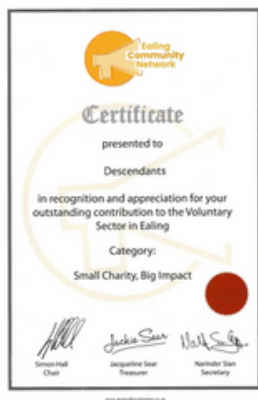 Ealing
Community
Network
Certificate
presented to
Descendants
in recognition and appreciation for your
outstanding contribution to the Voluntary
Sector in Ealing
Category:
Small Charity, Big Impact
Simon Hall
Jacqueline Sear
Narinder Sian
Chair
Treasurer
Secretary